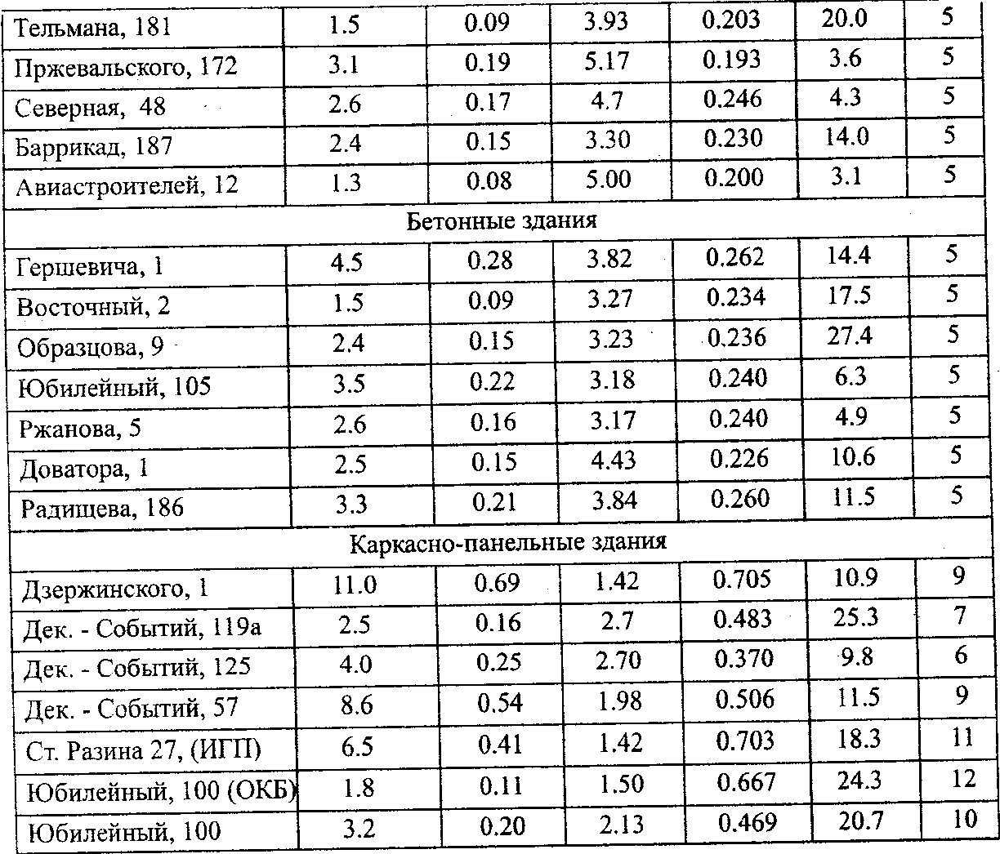 Тельмана, 181 1.5 0.09 3.93 0.203 20.0 5
Пржевальского, 172 3.1 0.19 5.17 0.193 3.6 5
Северная, 48 2.6 0.17 4.7 0.246 4.3 5
Баррикад, 187 2.4 0.15 3.30 0.230 14.0 5
Авиастроителей, 12 1.3 0.08 5.00 0.200 3.1 5
Бетонные здания
Гершевича, 1 4.5 0.28 3.82 0.262 14.4 5
Восточный, 2 1.5 0.09 3.27 0.234 17.5 5
Образцова, 9 2.4 0.15 3.23 0.236 27.4 5
Юбилейный, 105 3.5 0.22 3.18 0.240 6.3 5
Ржанова, 5 2.6 0.16 3.17 0.240 4.9 5
Доватора, 1 2.5 0.15 4.43 0.226 10.6 5
Радищева, 186 3.3 0.21 3.84 0.260 11.5 5
Каркасно-панельные здания
Дзержинского, 1 11.0 0.69 1.42 0.705 10.9 9
Дек. - Событий, 119а 2.5 0.16 2.7 0.483 25.3 7
Дек. - Событий, 125 4.0 0.25 2.70 0.370 9.8 6
Дек. - Событий, 57 8.6 0.54 1.98 0.506 11.5 9
Ст. Разина 27, (ИГП) 6.5 0.41 1.42 0.703 18.3 11
Юбилейный, 100 (ОКБ) 1.8 0.11 1.50 0.667 24.3 12
Юбилейный, 100 3.2 0.20 2.13 0.469 20.7 10